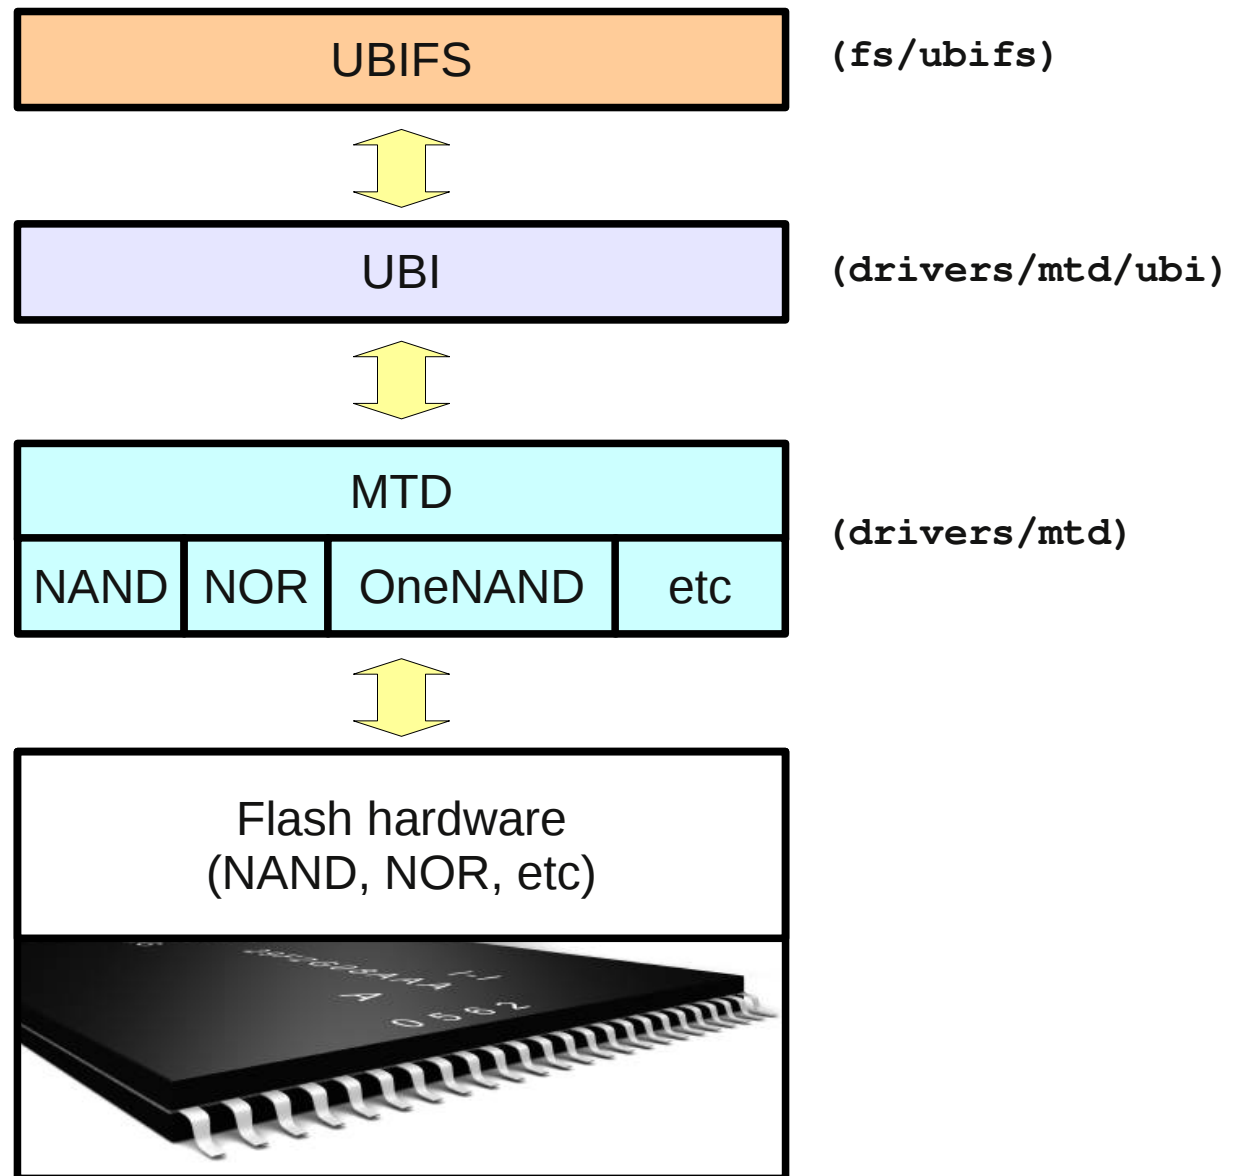 UBIFS
(fs/ubifs)
UBI
(drivers/mtd/ubi)
MTD
(drivers/mtd)
NAND
NOR
OneNAND
etc
Flash hardware
(NAND, NOR, etc)
A
0562